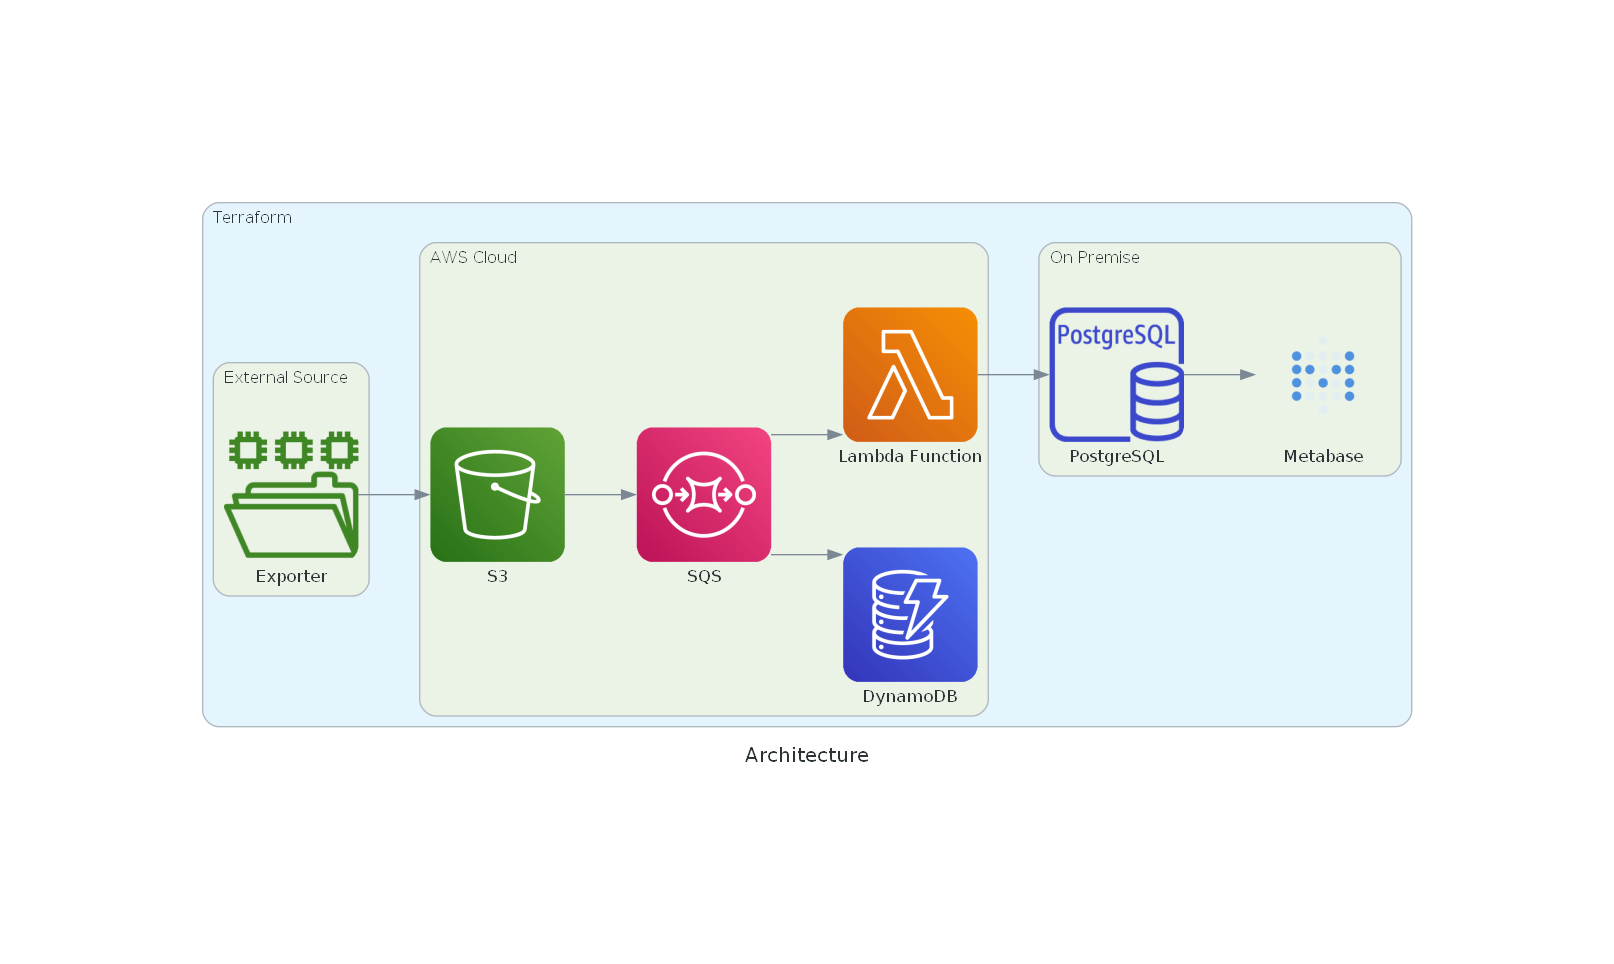 Terraform
AWS Cloud
On Premise
PostgreSQL
External Source
Lambda Function
PostgreSQL
Metabase
Exporter
S3
SQS
DynamoDB
Architecture